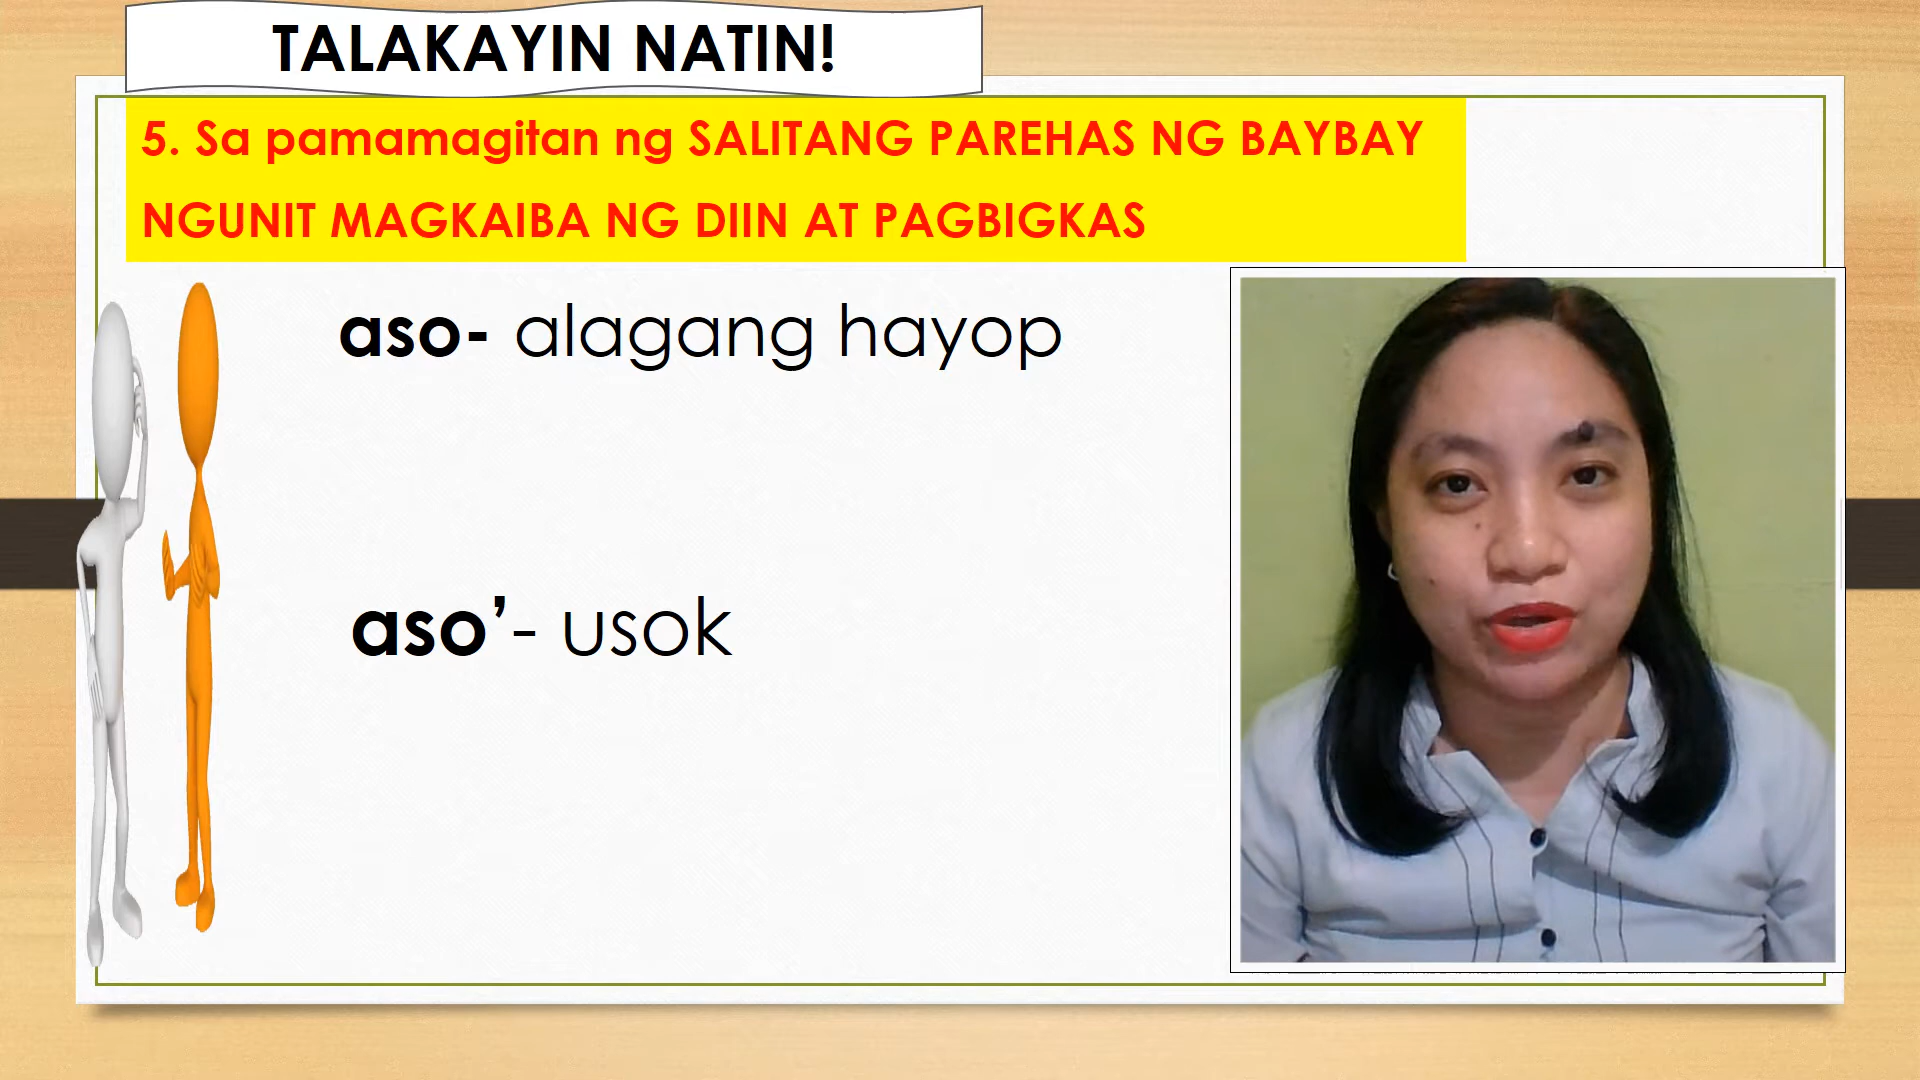 TALAKAYIN NATIN!
5. Sa pamamagitan ng SALITANG PAREHAS NG BAYBAY
NGUNIT MAGKAIBA NG DIIN AT PAGBIGKAS
aso- alagang hayop
aso’- usok